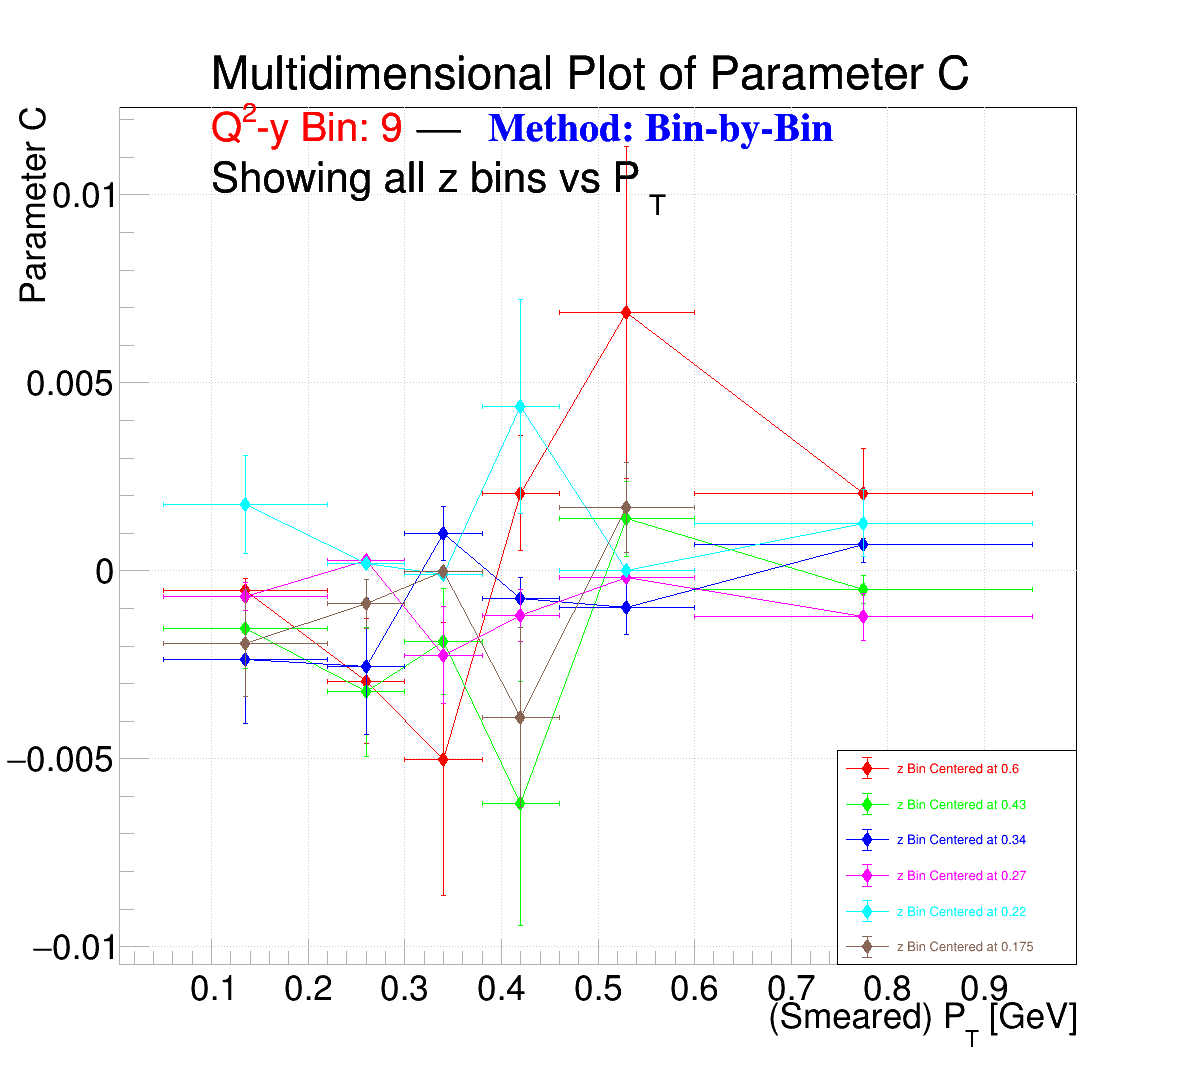 Multidimensional Plot of Parameter C
Q²-y Bin: 9 — Method: Bin-by-Bin
Showing all z bins vs P_T
Parameter C
0.01
0.005
0
−0.005
−0.01
z Bin Centered at 0.6
z Bin Centered at 0.43
z Bin Centered at 0.34
z Bin Centered at 0.27
z Bin Centered at 0.22
z Bin Centered at 0.175
0.1 0.2 0.3 0.4 0.5 0.6 0.7 0.8 0.9
(Smeared) P_T [GeV]